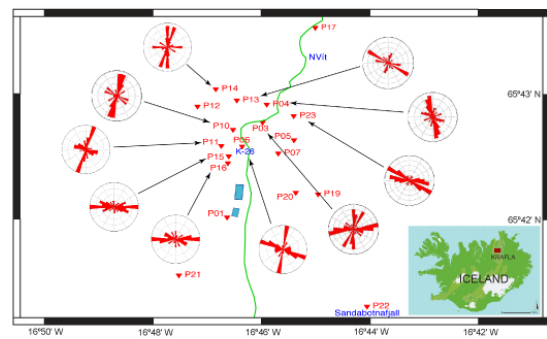 P17
NVít
P14
P13
P04
P12
65°43'
P23
P10
P03
P06
P05
P11
K-26
P07
P15
P16
P20
P19
P01
65°42'
KRAFLA
ICELAND
P21
P22
Sandabotnafjall
16°50'W 16°48'W 16°46'W 16°44'W 16°42'W